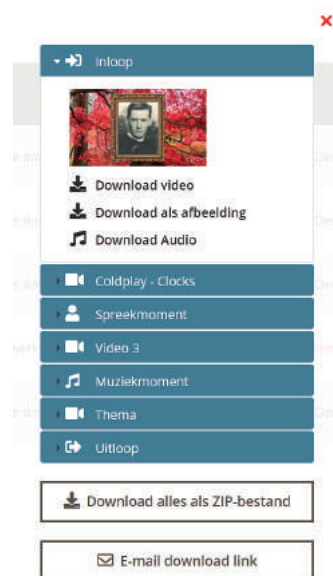 Inloop
Download video
Download als afbeelding
Download Audio
Coldplay - Clocks
Spreekmoment
Video 3
Muziekmoment
Thema
Uitloop
Download alles als ZIP-bestand
E-mail download link